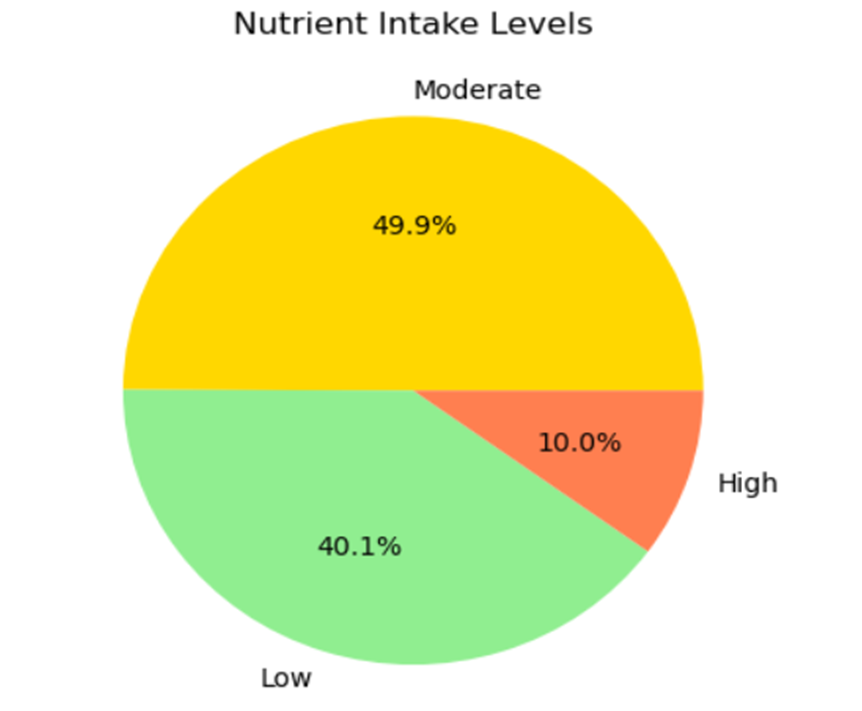 Nutrient Intake Levels
Moderate
49.9%
10.0%
High
40.1%
Low